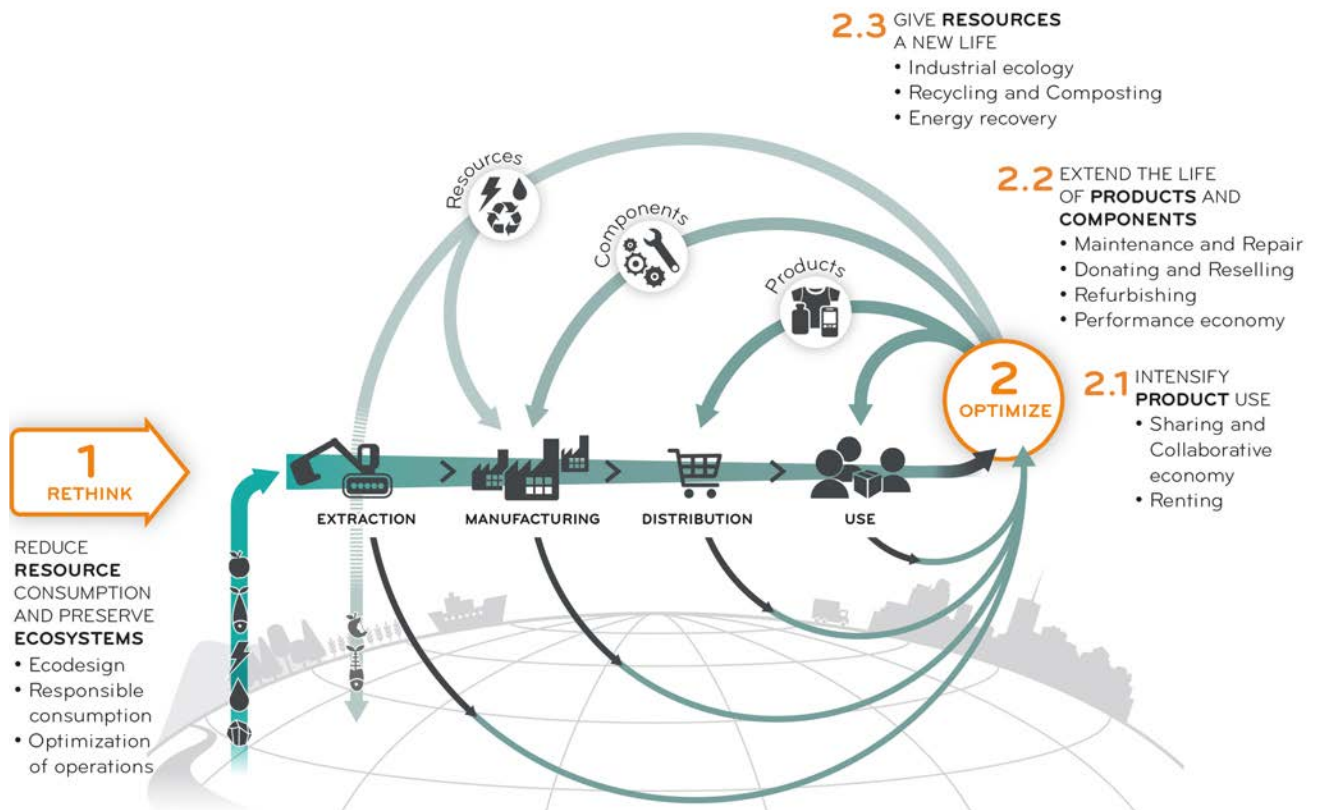 2.3 GIVE RESOURCES
A NEW LIFE
• Industrial ecology
• Recycling and Composting
• Energy recovery
Resources
Components
Products
2.2 EXTEND THE LIFE
OF PRODUCTS AND
COMPONENTS
• Maintenance and Repair
• Donating and Reselling
• Refurbishing
• Performance economy
2
OPTIMIZE
2.1 INTENSIFY
PRODUCT USE
• Sharing and
Collaborative
economy
• Renting
1
RETHINK
REDUCE
RESOURCE
CONSUMPTION
AND PRESERVE
ECOSYSTEMS
• Ecodesign
• Responsible
consumption
• Optimization
of operations
EXTRACTION
MANUFACTURING
DISTRIBUTION
USE